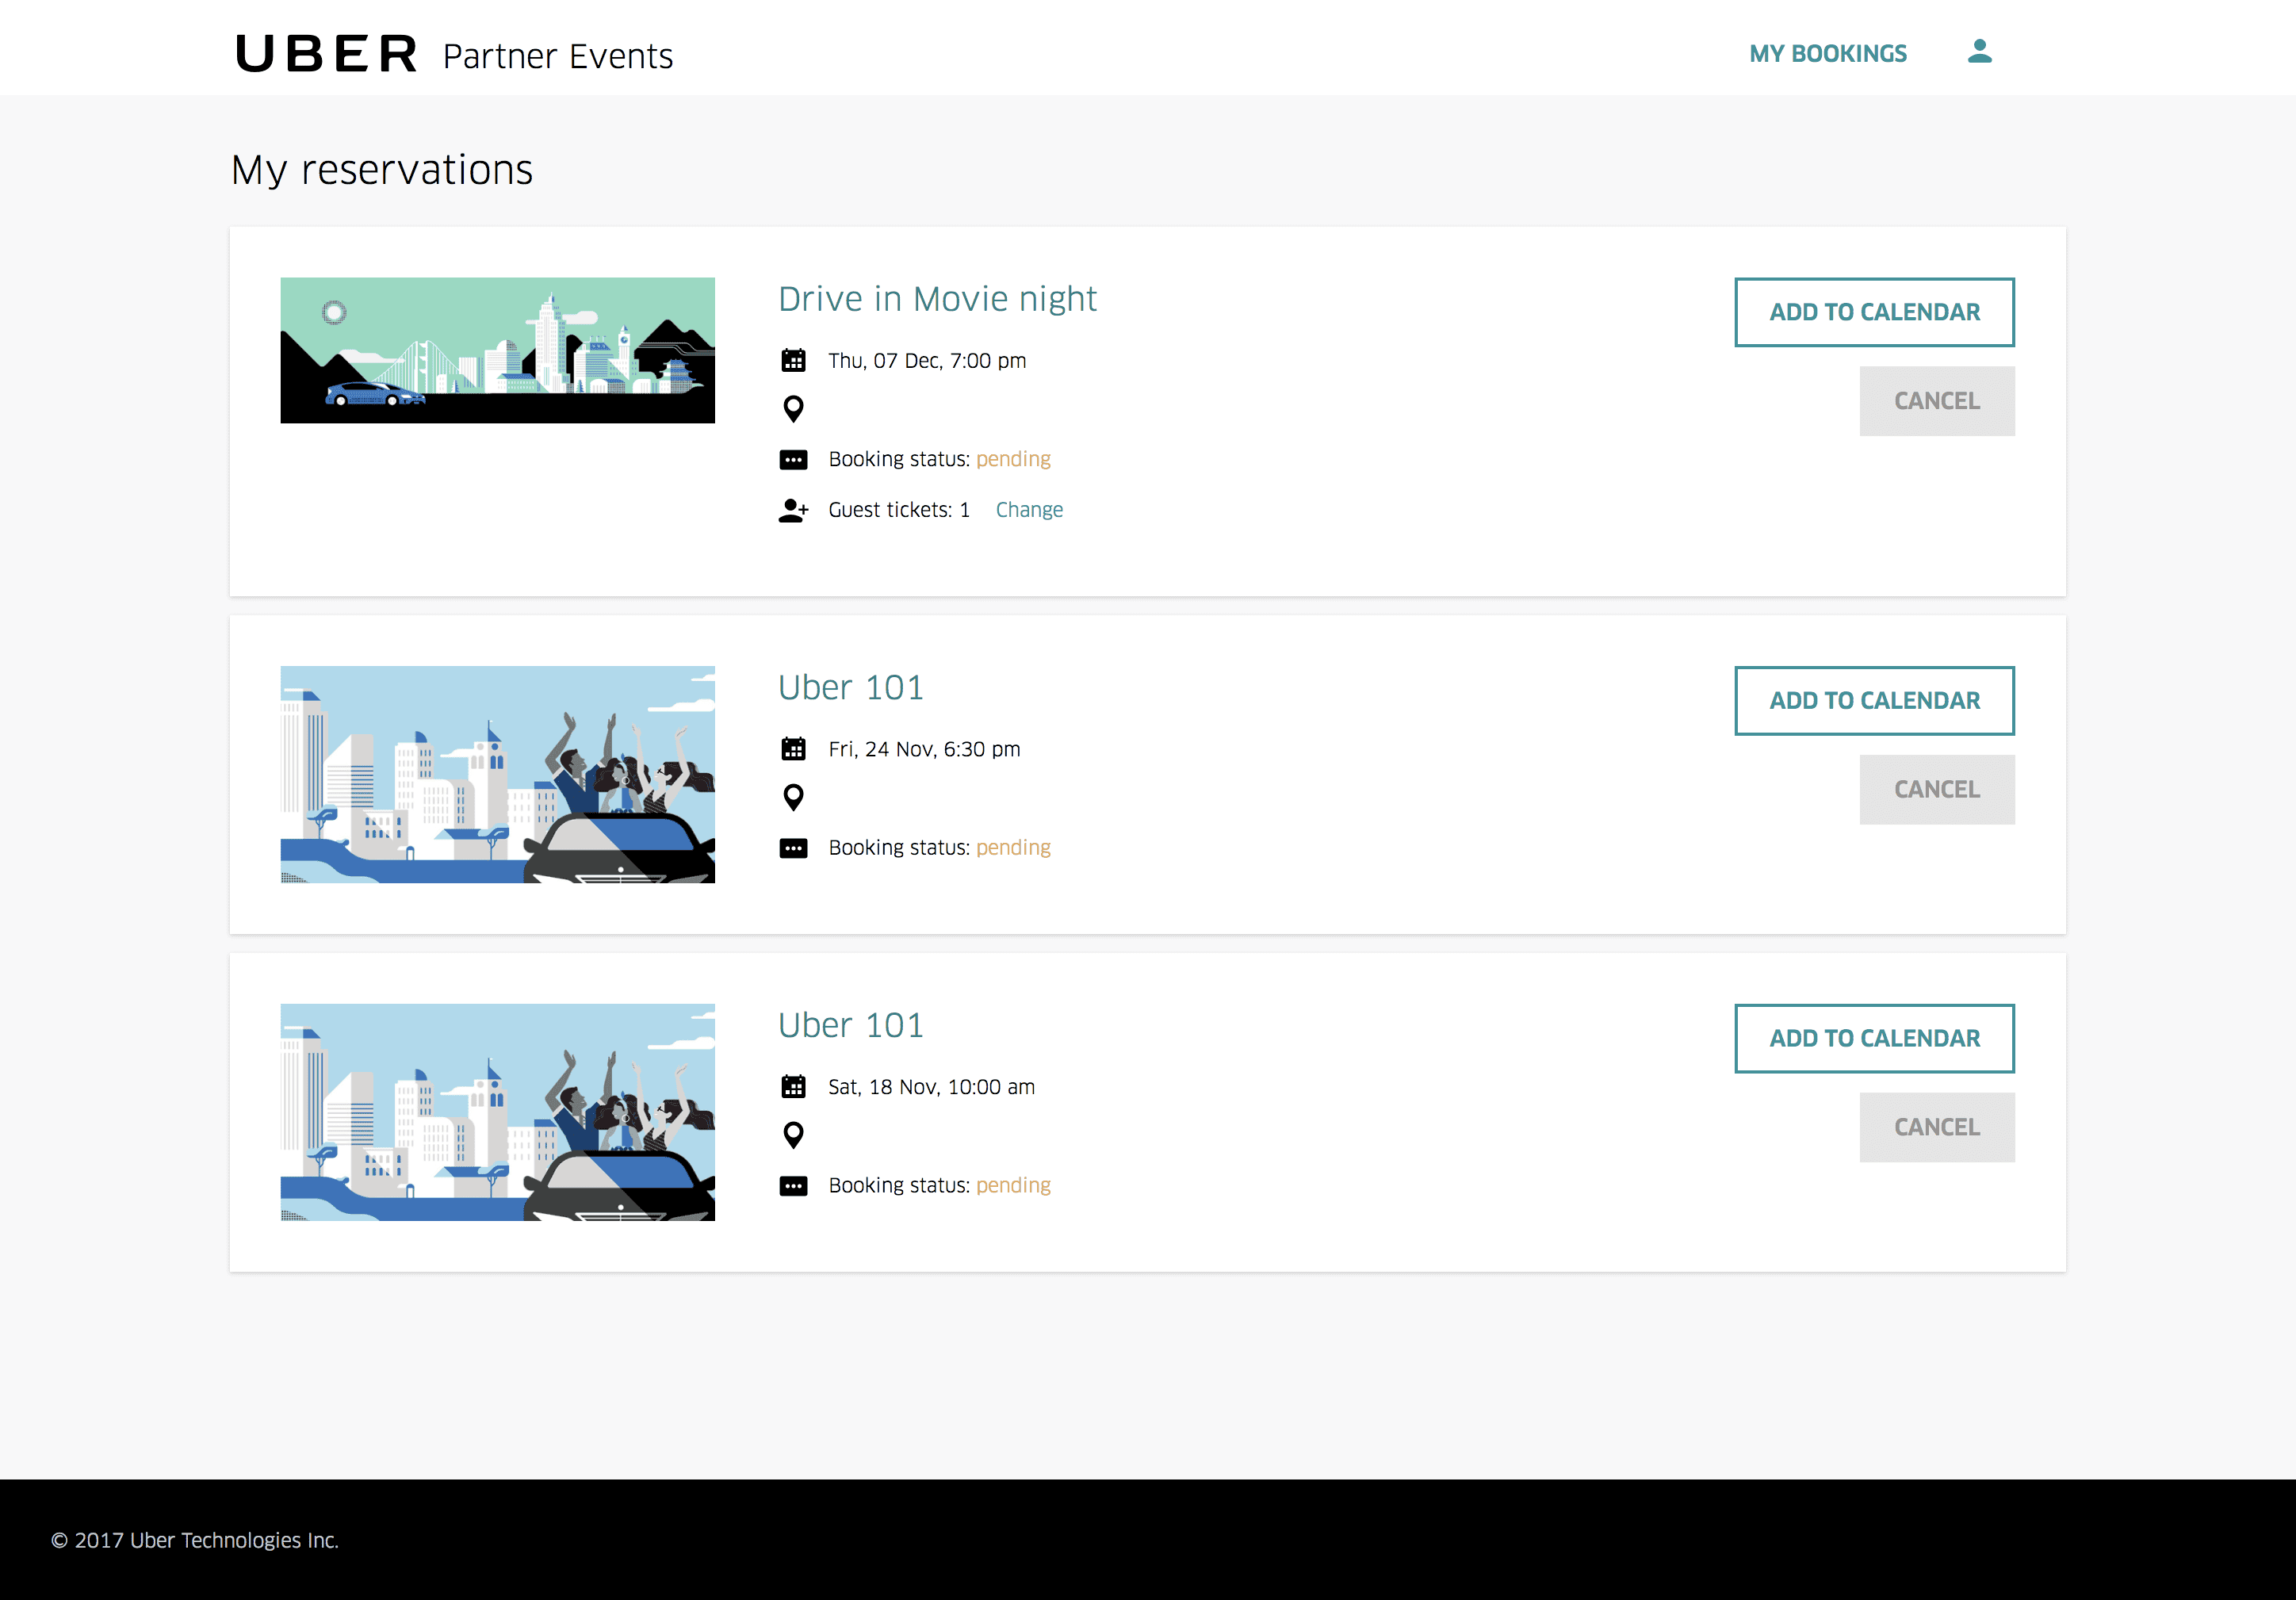 UBER Partner Events
MY BOOKINGS
My reservations
Drive in Movie night
ADD TO CALENDAR
Thu, 07 Dec, 7:00 pm
CANCEL
Booking status: pending
Guest tickets: 1 Change
Uber 101
ADD TO CALENDAR
Fri, 24 Nov, 6:30 pm
CANCEL
Booking status: pending
Uber 101
ADD TO CALENDAR
Sat, 18 Nov, 10:00 am
CANCEL
Booking status: pending
© 2017 Uber Technologies Inc.